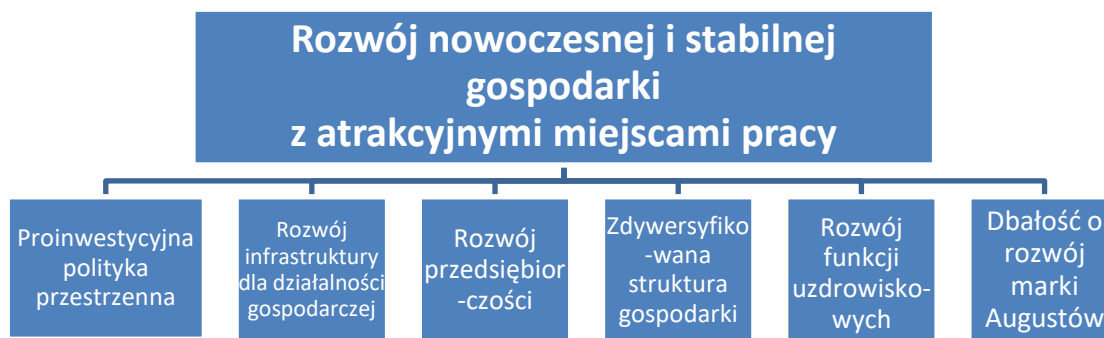 Rozwój nowoczesnej i stabilnej
gospodarki
z atrakcyjnymi miejscami pracy
Proinwestycyjna
polityka
przestrzenna
Rozwój
infrastruktury
dla działalności
gospodarczej
Rozwój
przedsiębior
-czości
Zdywersyfiko
-wana
struktura
gospodarki
Rozwój
funkcji
uzdrowisko-
wych
Dbałość o
rozwój
marki
Augustów